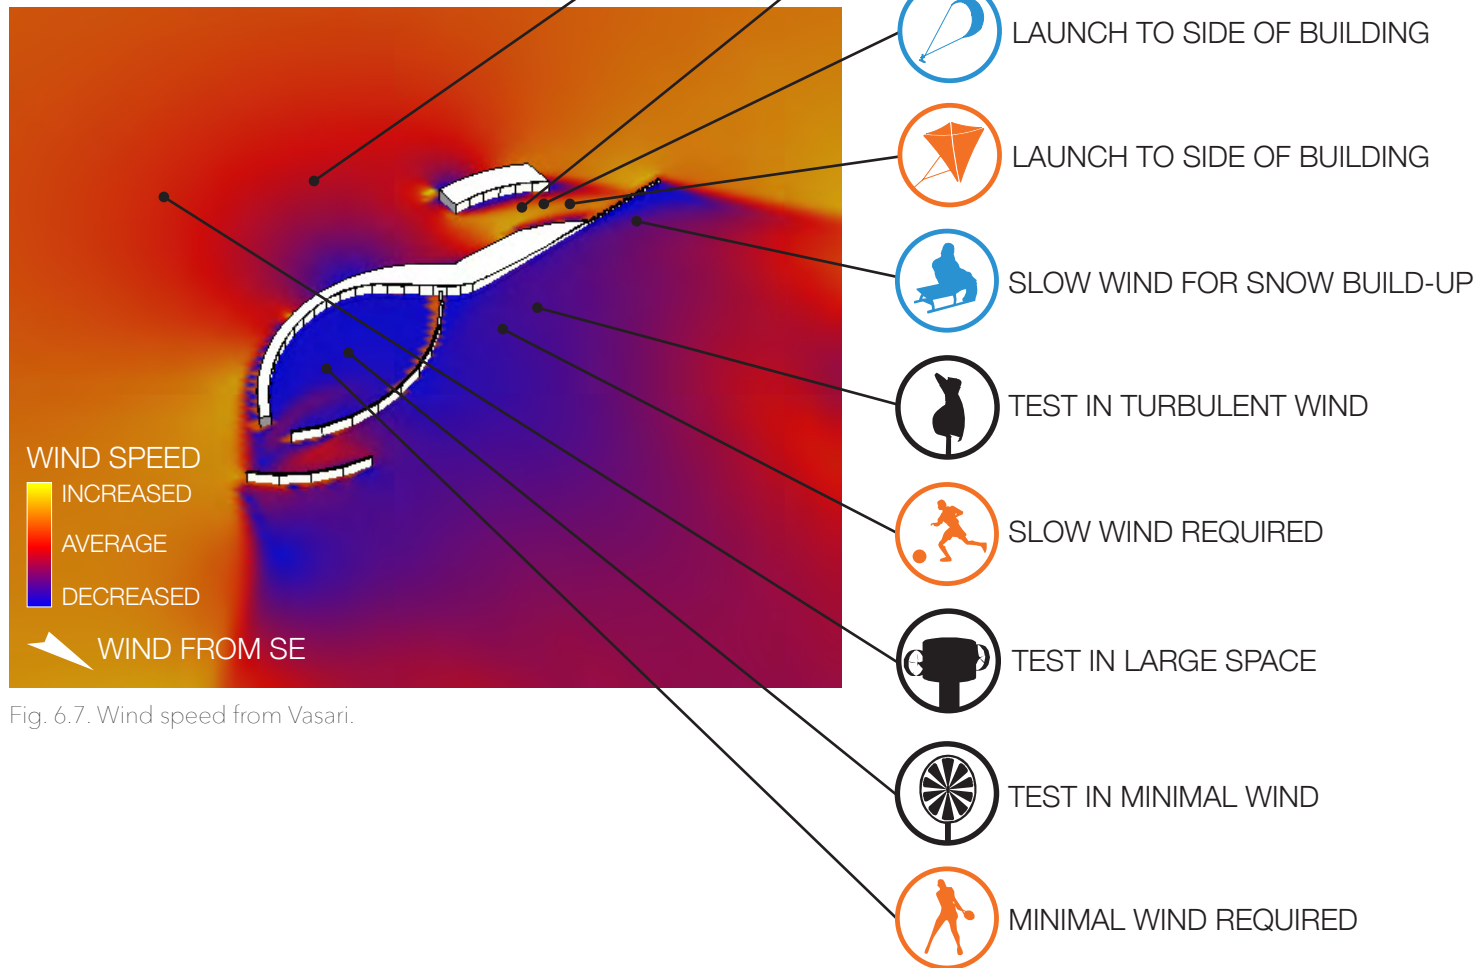 LAUNCH TO SIDE OF BUILDING
LAUNCH TO SIDE OF BUILDING
SLOW WIND FOR SNOW BUILD-UP
TEST IN TURBULENT WIND
SLOW WIND REQUIRED
TEST IN LARGE SPACE
TEST IN MINIMAL WIND
MINIMAL WIND REQUIRED
WIND SPEED
INCREASED
AVERAGE
DECREASED
WIND FROM SE
Fig. 6.7. Wind speed from Vasari.